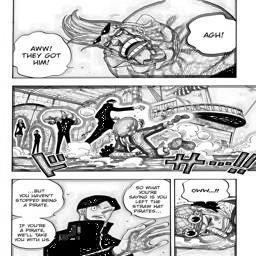 AGH!
AWW!
THEY GOT
HIM!
OWW...!!
SO WHAT
YOU'RE
SAYING IS YOU
LEFT THE
STRAW HAT
PIRATES...
...BUT
YOU HAVEN'T
STOPPED BEING
A PIRATE.
IF YOU'RE
A PIRATE,
WE'LL TAKE
YOU WITH US.